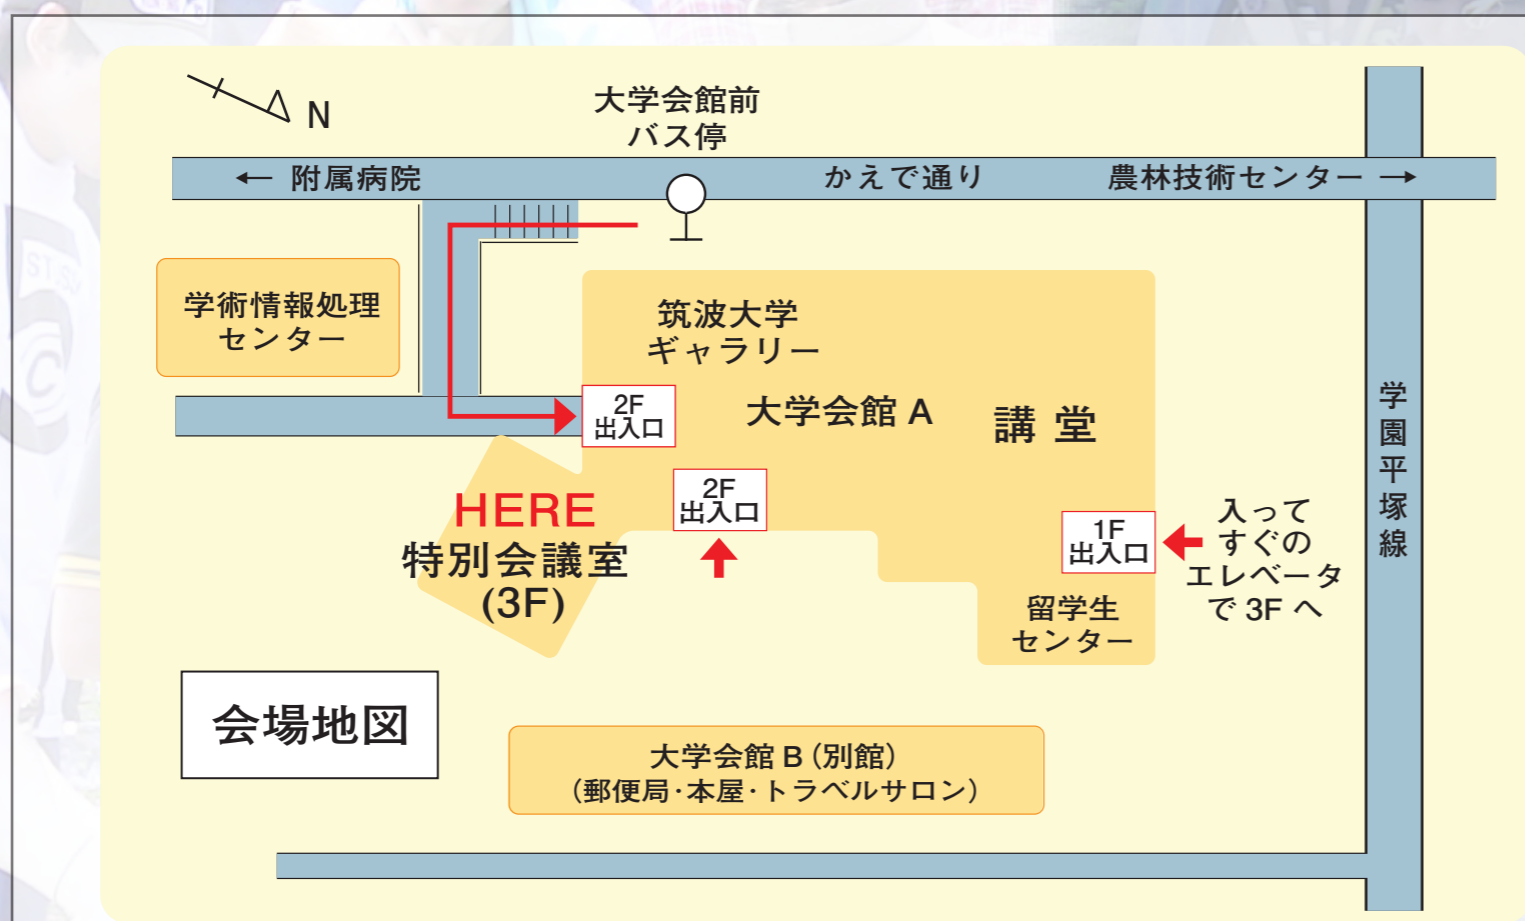 N
大学会館前
バス停
← 附属病院
かえで通り
農林技術センター →
学術情報処理
センター
筑波大学
ギャラリー
2F
出入口
大学会館 A
講 堂
学園平塚線
HERE
特別会議室
(3F)
2F
出入口
1F
出入口
入って
すぐの
エレベータ
で 3F へ
留学生
センター
会場地図
大学会館 B（別館）
（郵便局・本屋・トラベルサロン）